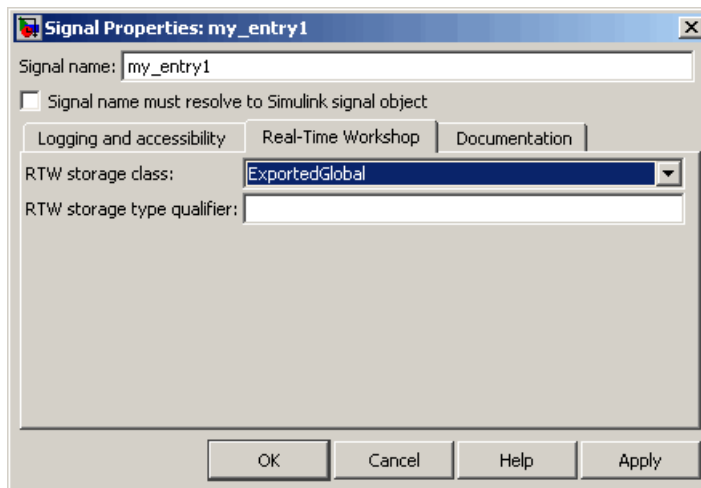 Signal Properties: my_entry1
Signal name: my_entry1
Signal name must resolve to Simulink signal object
Logging and accessibility Real-Time Workshop Documentation
RTW storage class: ExportedGlobal
RTW storage type qualifier:
OK Cancel Help Apply